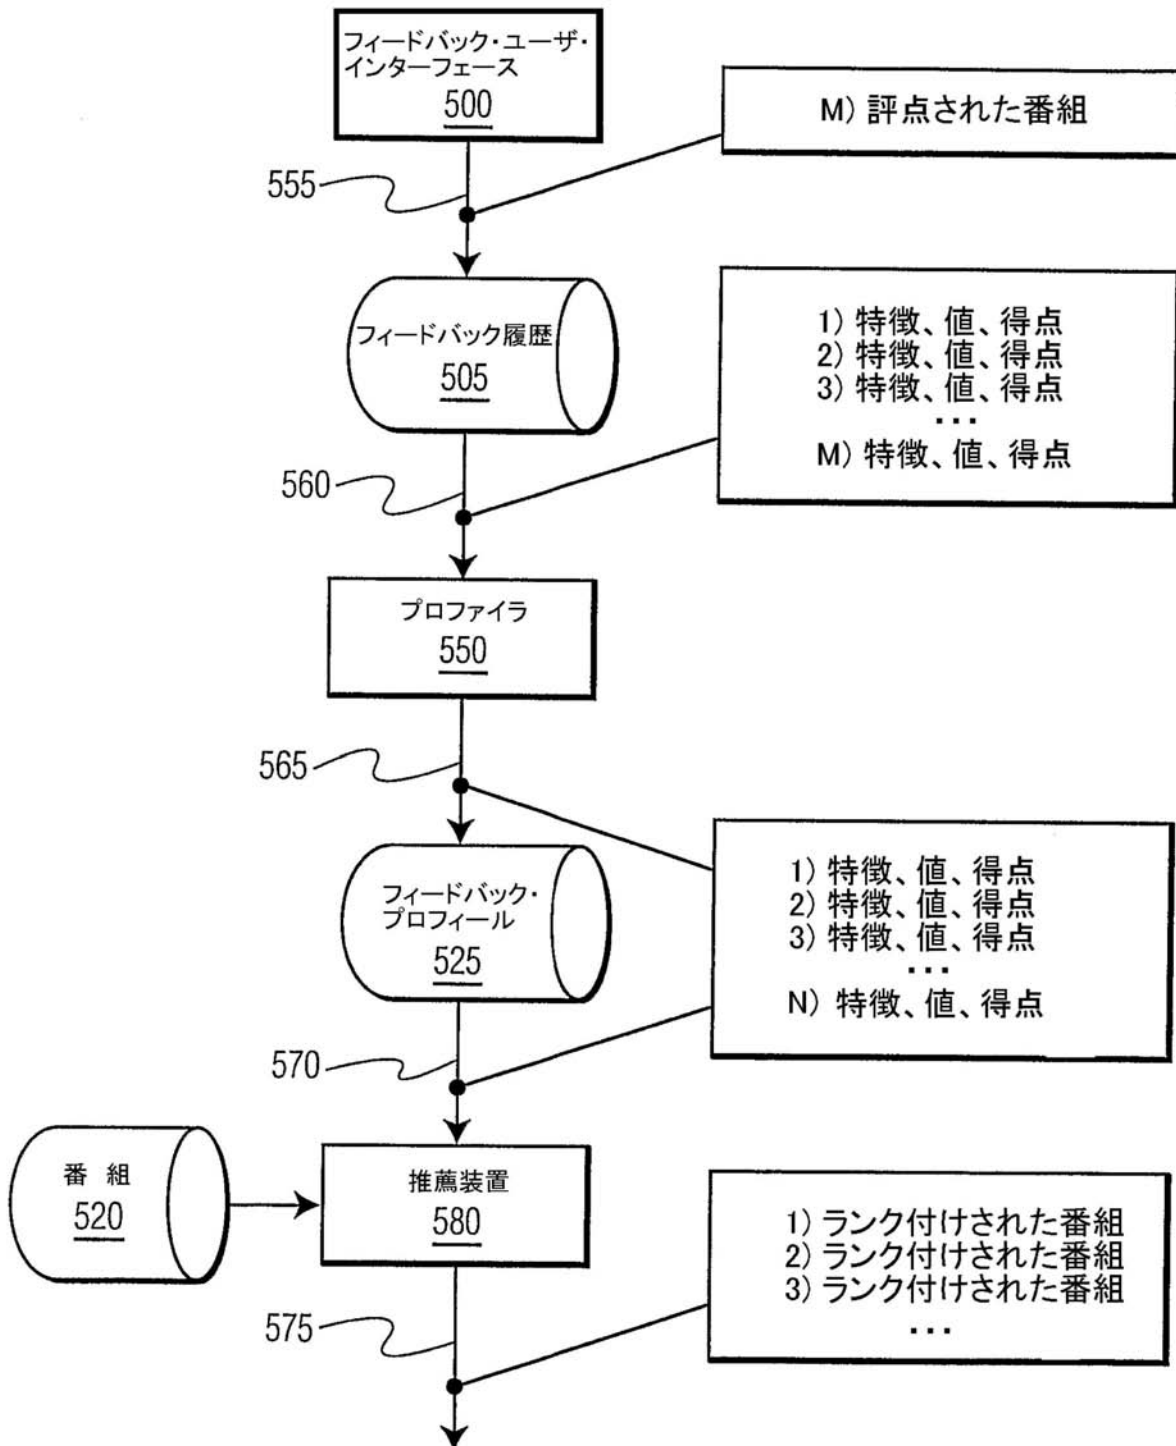 フィードバック・ユーザ・
インターフェース
500
M) 評点された番組
555
フィードバック履歴
505
1) 特徴、値、得点
2) 特徴、値、得点
3) 特徴、値、得点
...
M) 特徴、値、得点
560
プロファイラ
550
565
フィードバック・
プロフィール
525
1) 特徴、値、得点
2) 特徴、値、得点
3) 特徴、値、得点
...
N) 特徴、値、得点
570
番 組
520
推薦装置
580
1) ランク付けされた番組
2) ランク付けされた番組
3) ランク付けされた番組
...
575